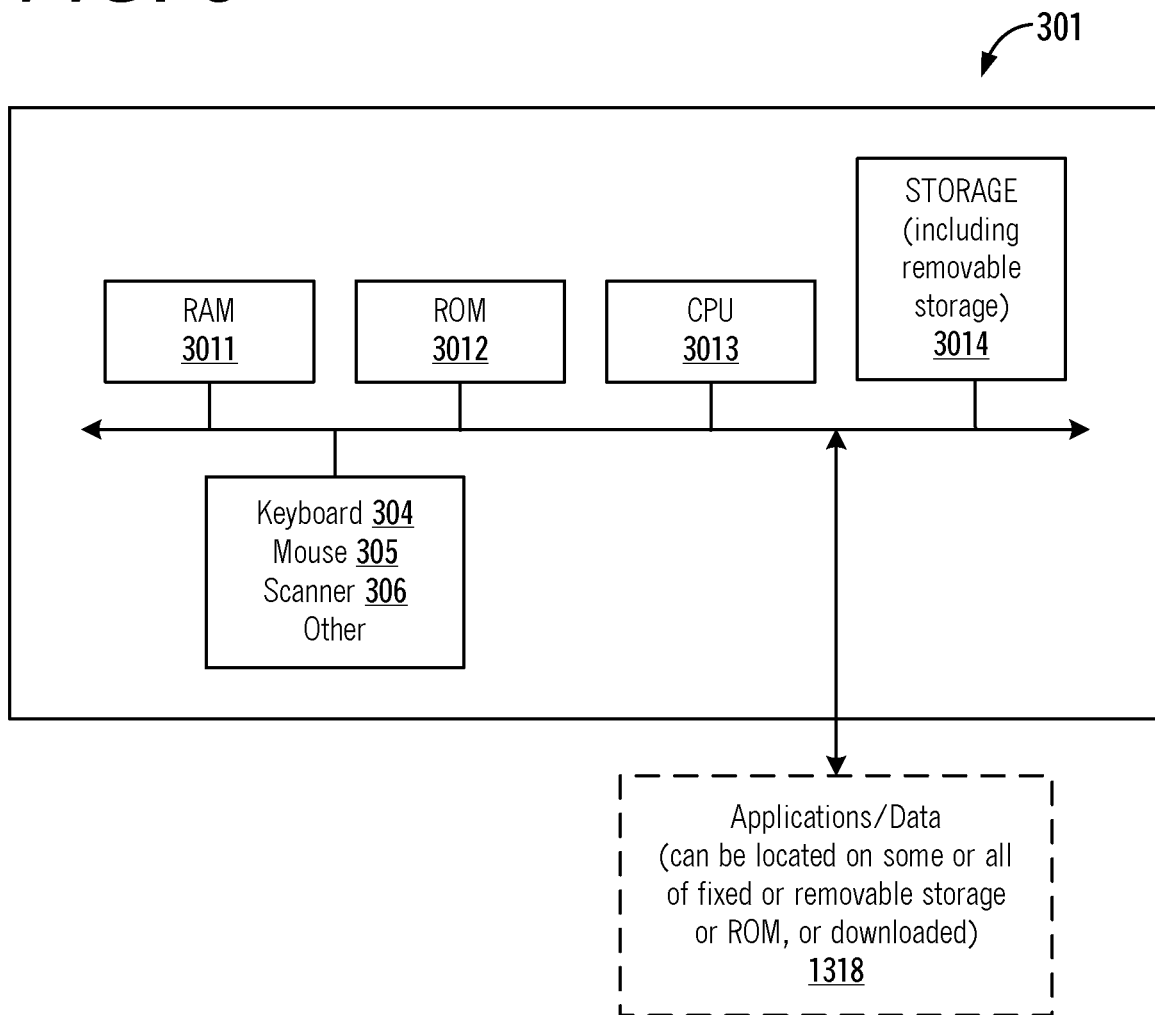 301
STORAGE
(including
removable
storage)
3014
RAM
3011
ROM
3012
CPU
3013
Keyboard 304
Mouse 305
Scanner 306
Other
Applications/Data
(can be located on some or all
of fixed or removable storage
or ROM, or downloaded)
1318